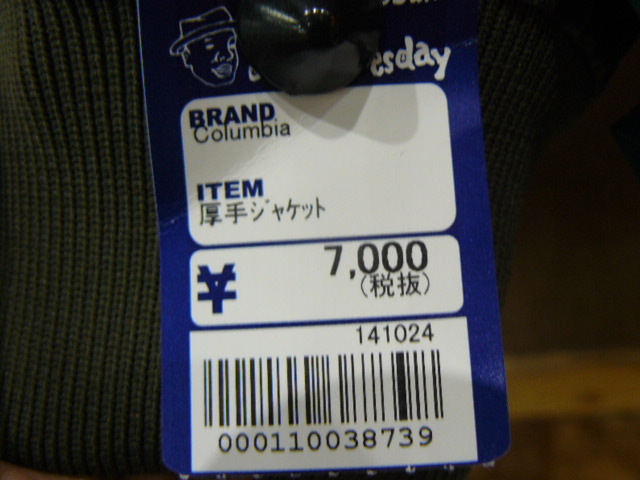 esday
BRAND
Columbia
ITEM
厚手ジャケット
¥ 7,000
(税抜)
141024
000110038739